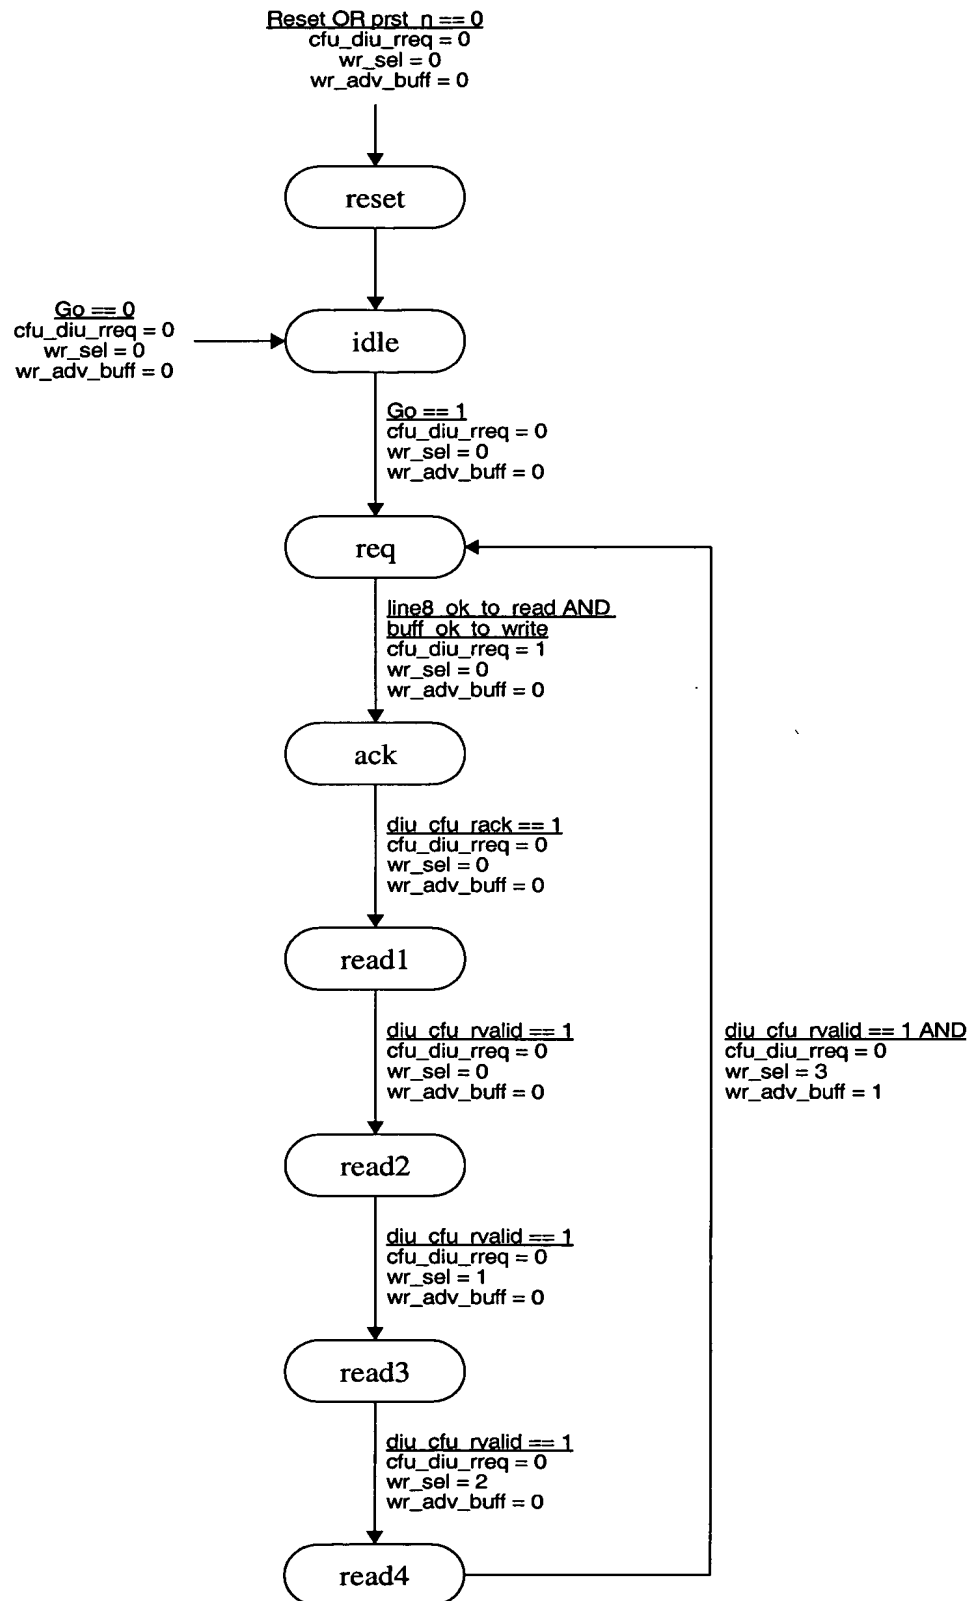 Reset OR prst_n == 0
cfu_diu_rreq = 0
wr_sel = 0
wr_adv_buff = 0
reset
Go == 0
cfu_diu_rreq = 0
wr_sel = 0
wr_adv_buff = 0
idle
Go == 1
cfu_diu_rreq = 0
wr_sel = 0
wr_adv_buff = 0
req
line8_ok_to_read AND
buff_ok_to_write
cfu_diu_rreq = 1
wr_sel = 0
wr_adv_buff = 0
ack
diu_cfu_rack == 1
cfu_diu_rreq = 0
wr_sel = 0
wr_adv_buff = 0
read1
diu_cfu_rvalid == 1
cfu_diu_rreq = 0
wr_sel = 0
wr_adv_buff = 0
diu_cfu_rvalid == 1 AND
cfu_diu_rreq = 0
wr_sel = 3
wr_adv_buff = 1
read2
diu_cfu_rvalid == 1
cfu_diu_rreq = 0
wr_sel = 1
wr_adv_buff = 0
read3
diu_cfu_rvalid == 1
cfu_diu_rreq = 0
wr_sel = 2
wr_adv_buff = 0
read4